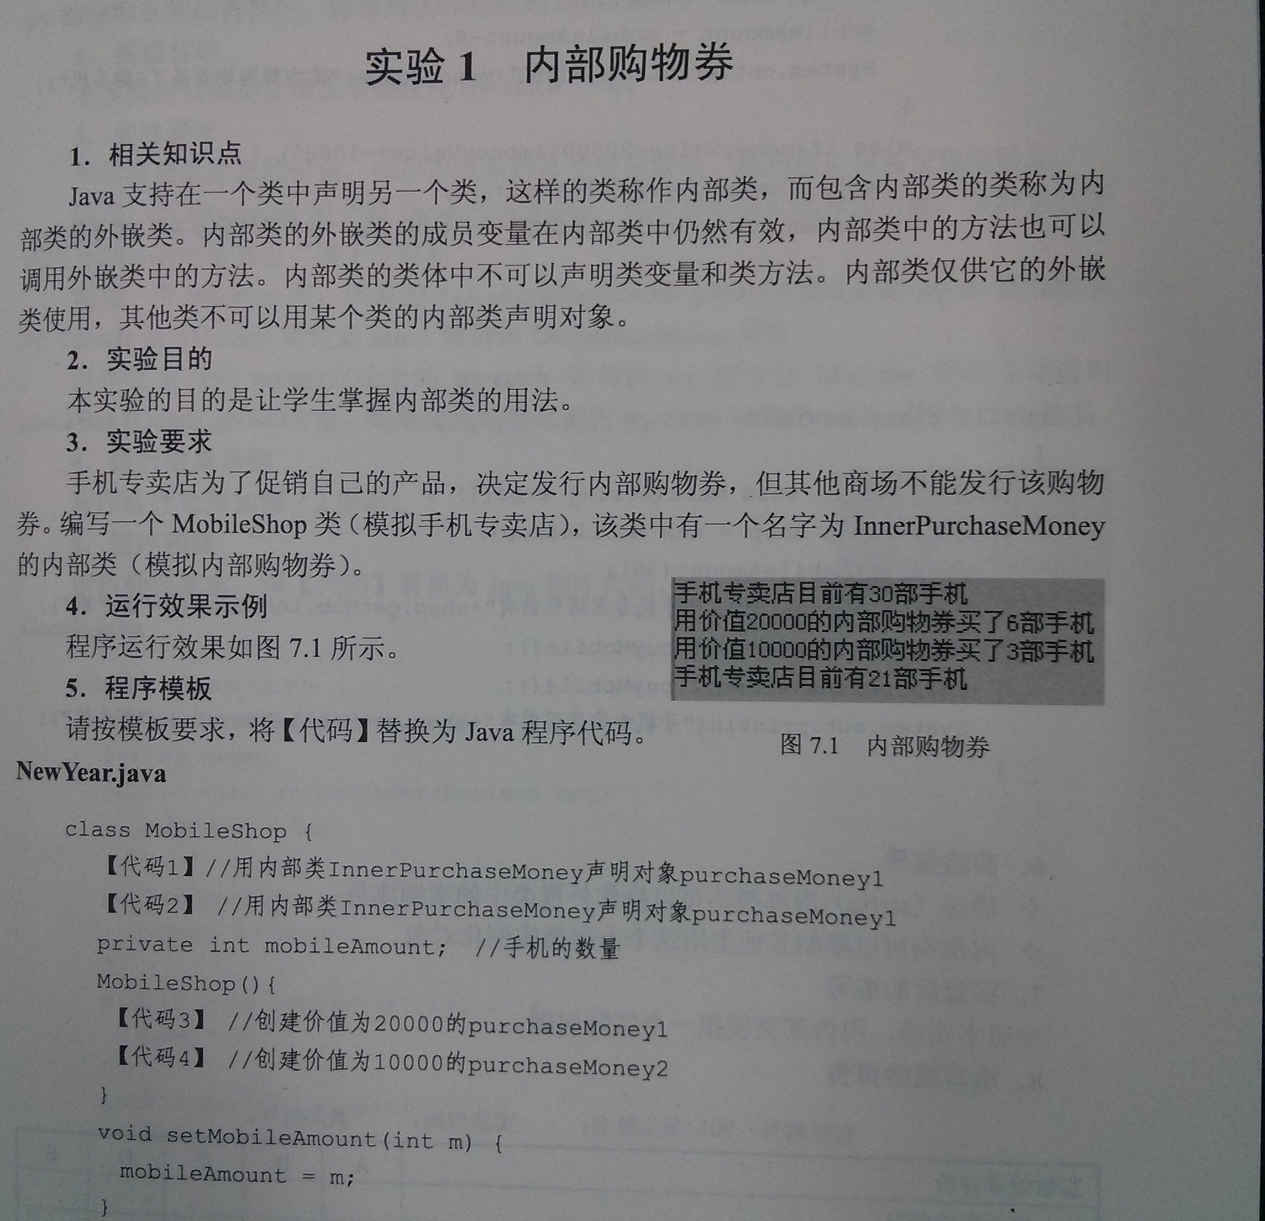 实验1 内部购物券
1．相关知识点
Java 支持在一个类中声明另一个类，这样的类称作内部类，而包含内部类的类称为内
部类的外嵌类。内部类的外嵌类的成员变量在内部类中仍然有效，内部类中的方法也可以
调用外嵌类中的方法。内部类的类体中不可以声明类变量和类方法。内部类仅供它的外嵌
类使用，其他类不可以用某个类的内部类声明对象。
2．实验目的
本实验的目的是让学生掌握内部类的用法。
3．实验要求
手机专卖店为了促销自己的产品，决定发行内部购物券，但其他商场不能发行该购物
券。编写一个 MobileShop 类（模拟手机专卖店），该类中有一个名字为 InnerPurchaseMoney
的内部类（模拟内部购物券）。
4．运行效果示例
程序运行效果如图 7.1 所示。
手机专卖店目前有30部手机
用价值20000的内部购物券买了6部手机
用价值10000的内部购物券买了3部手机
手机专卖店目前有21部手机
图 7.1 内部购物券
5．程序模板
请按模板要求，将【代码】替换为 Java 程序代码。
NewYear.java
class MobileShop {
【代码1】//用内部类InnerPurchaseMoney声明对象purchaseMoney1
【代码2】 //用内部类InnerPurchaseMoney声明对象purchaseMoney1
private int mobileAmount; //手机的数量
MobileShop(){
【代码3】 //创建价值为20000的purchaseMoney1
【代码4】 //创建价值为10000的purchaseMoney2
}
void setMobileAmount(int m) {
mobileAmount = m;
}